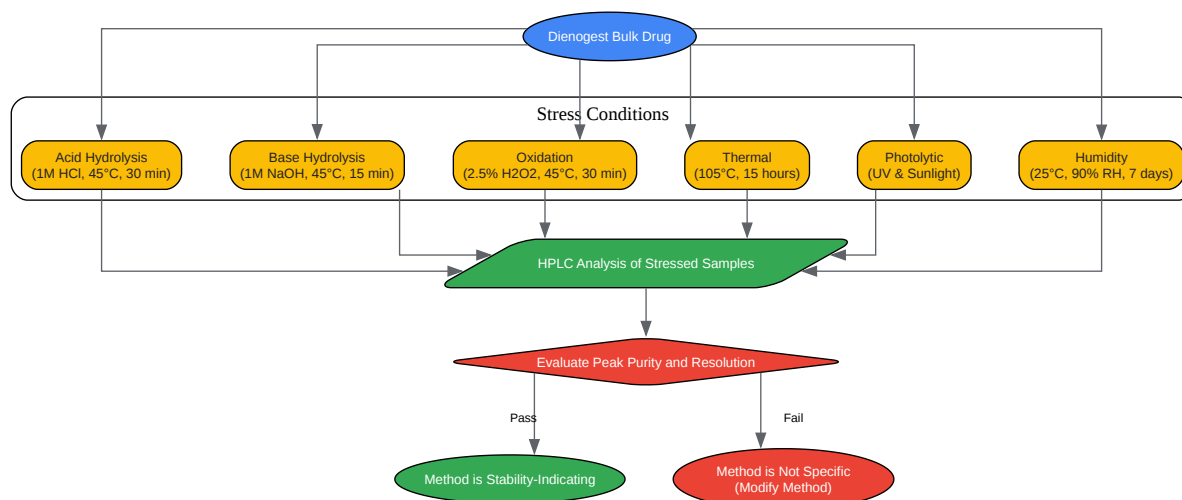 Dienogest Bulk Drug
Stress Conditions
Acid Hydrolysis
(1M HCl, 45°C, 30 min)
Base Hydrolysis
(1M NaOH, 45°C, 15 min)
Oxidation
(2.5% H2O2, 45°C, 30 min)
Thermal
(105°C, 15 hours)
Photolytic
(UV & Sunlight)
Humidity
(25°C, 90% RH, 7 days)
HPLC Analysis of Stressed Samples
Evaluate Peak Purity and Resolution
Pass
Fail
Method is Stability-Indicating
Method is Not Specific
(Modify Method)